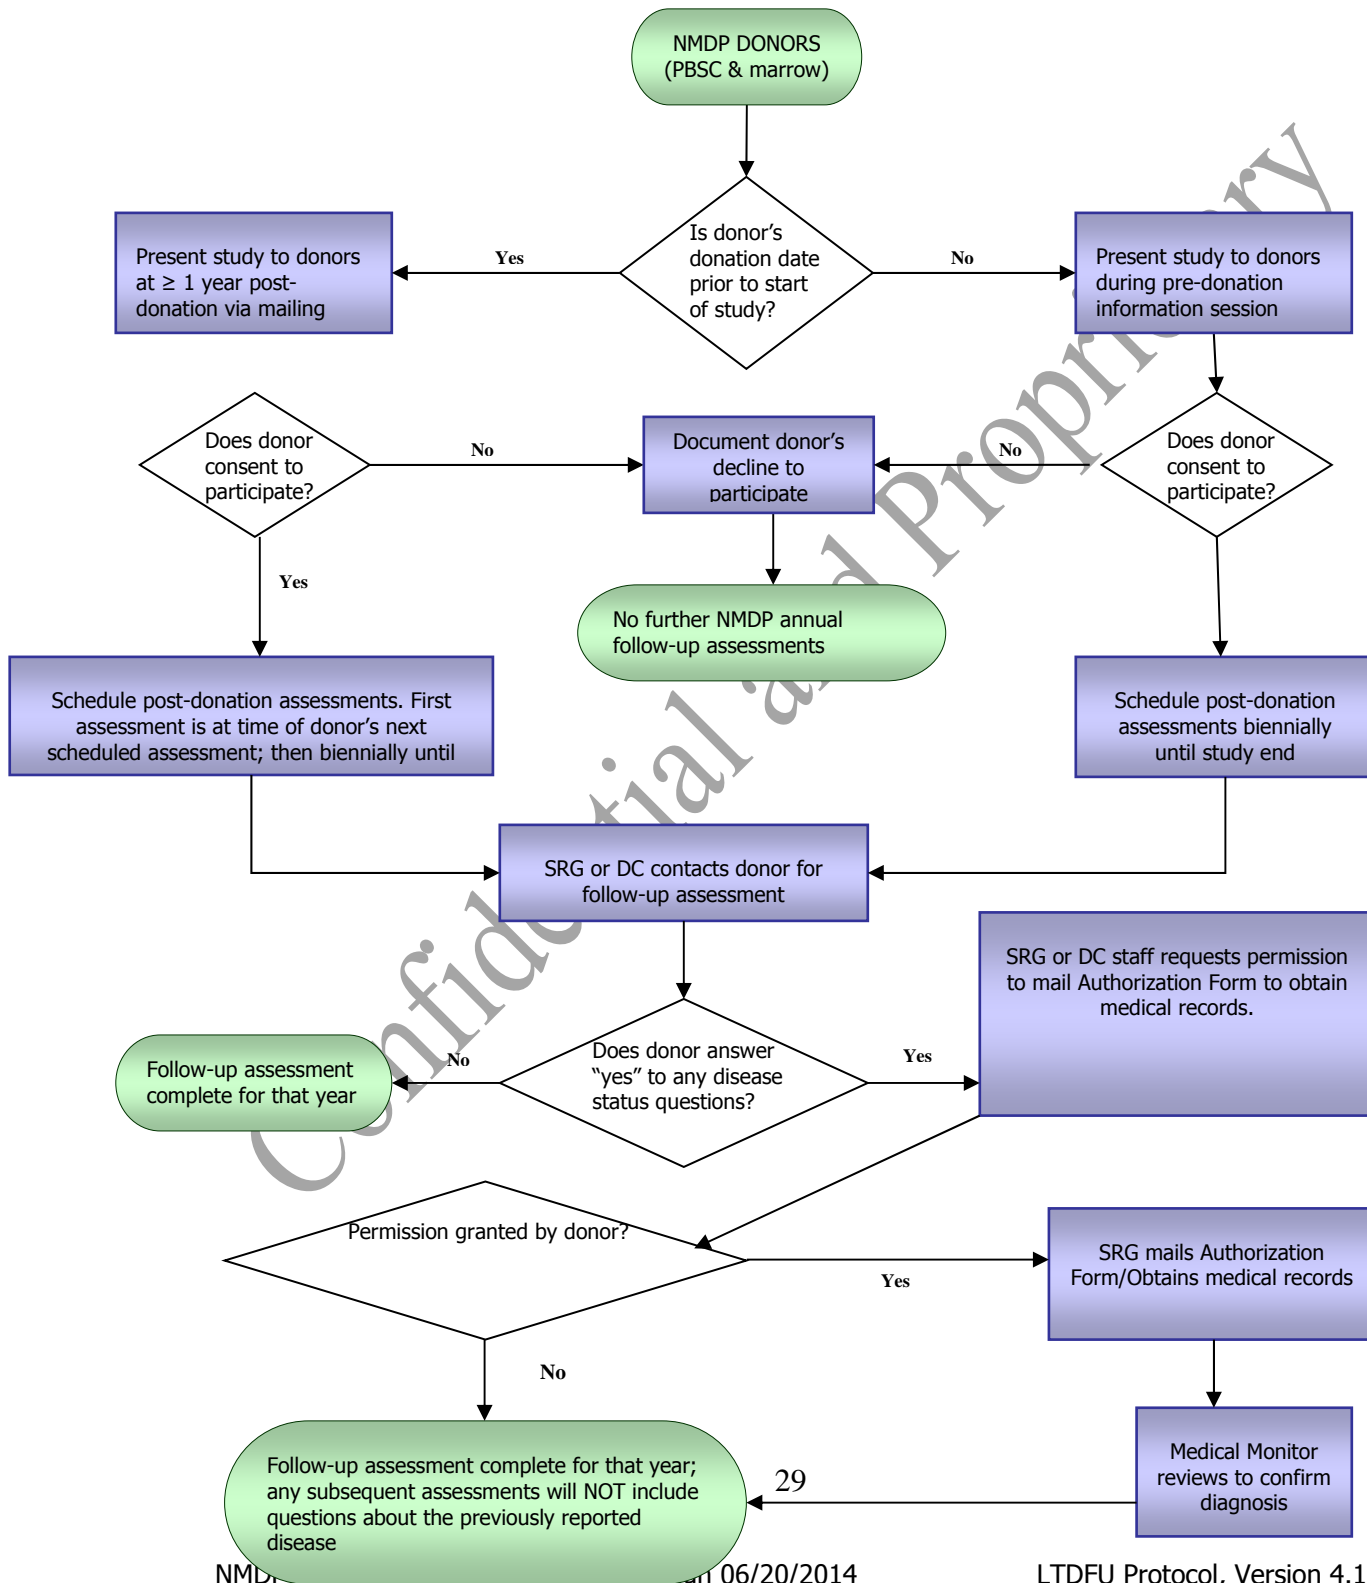 NMDP DONORS
(PBSC & marrow)
Is donor's
donation date
prior to start
of study?
Yes
No
Present study to donors
at ≥ 1 year post-
donation via mailing
Present study to donors
during pre-donation
information session
Does donor
consent to
participate?
No
Document donor's
decline to
participate
No
Does donor
consent to
participate?
Yes
No further NMDP annual
follow-up assessments
Schedule post-donation assessments. First
assessment is at time of donor's next
scheduled assessment; then biennially until
Schedule post-donation
assessments biennially
until study end
SRG or DC contacts donor for
follow-up assessment
SRG or DC staff requests permission
to mail Authorization Form to obtain
medical records.
Does donor answer
“yes” to any disease
status questions?
No
Yes
Follow-up assessment
complete for that year
Permission granted by donor?
Yes
No
SRG mails Authorization
Form/Obtains medical records
Medical Monitor
reviews to confirm
diagnosis
Follow-up assessment complete for that year;
any subsequent assessments will NOT include
questions about the previously reported
disease
29
Confidential and Proprietary
06/20/2014
LTDFU Protocol, Version 4.1